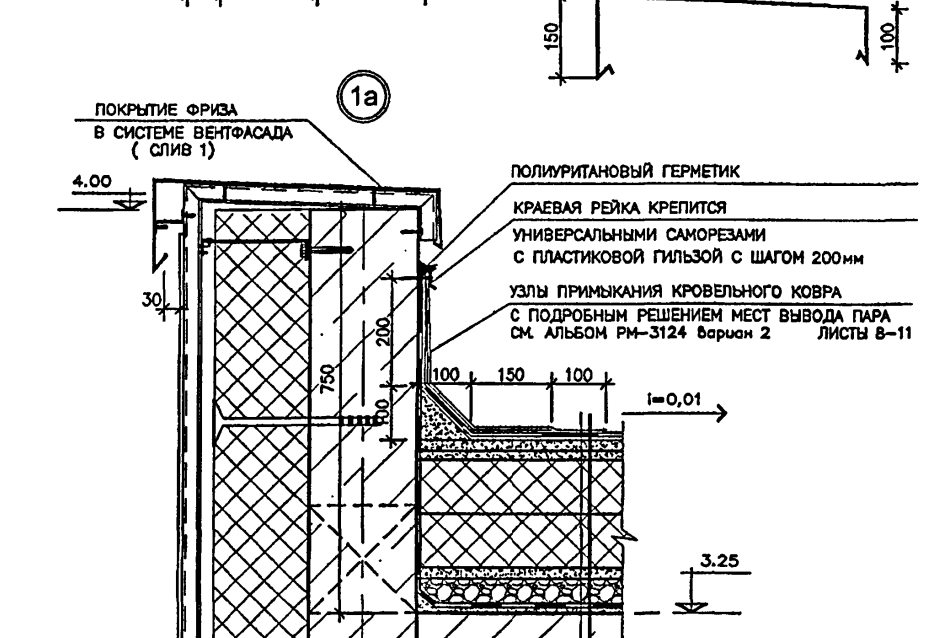 150
100
1а
ПОКРЫТИЕ ФРИЗА
В СИСТЕМЕ ВЕНТФАСАДА
( СЛИВ 1)
4.00
ПОЛИУРИТАНОВЫЙ ГЕРМЕТИК
КРАЕВАЯ РЕЙКА КРЕПИТСЯ
УНИВЕРСАЛЬНЫМИ САМОРЕЗАМИ
С ПЛАСТИКОВОЙ ГИЛЬЗОЙ С ШАГОМ 200мм
УЗЛЫ ПРИМЫКАНИЯ КРОВЕЛЬНОГО КОВРА
С ПОДРОБНЫМ РЕШЕНИЕМ МЕСТ ВЫВОДА ПАРА
СМ. АЛЬБОМ РМ-3124 вариан 2 ЛИСТЫ 8-11
30
200
750
100 150 100
i=0,01
3.25